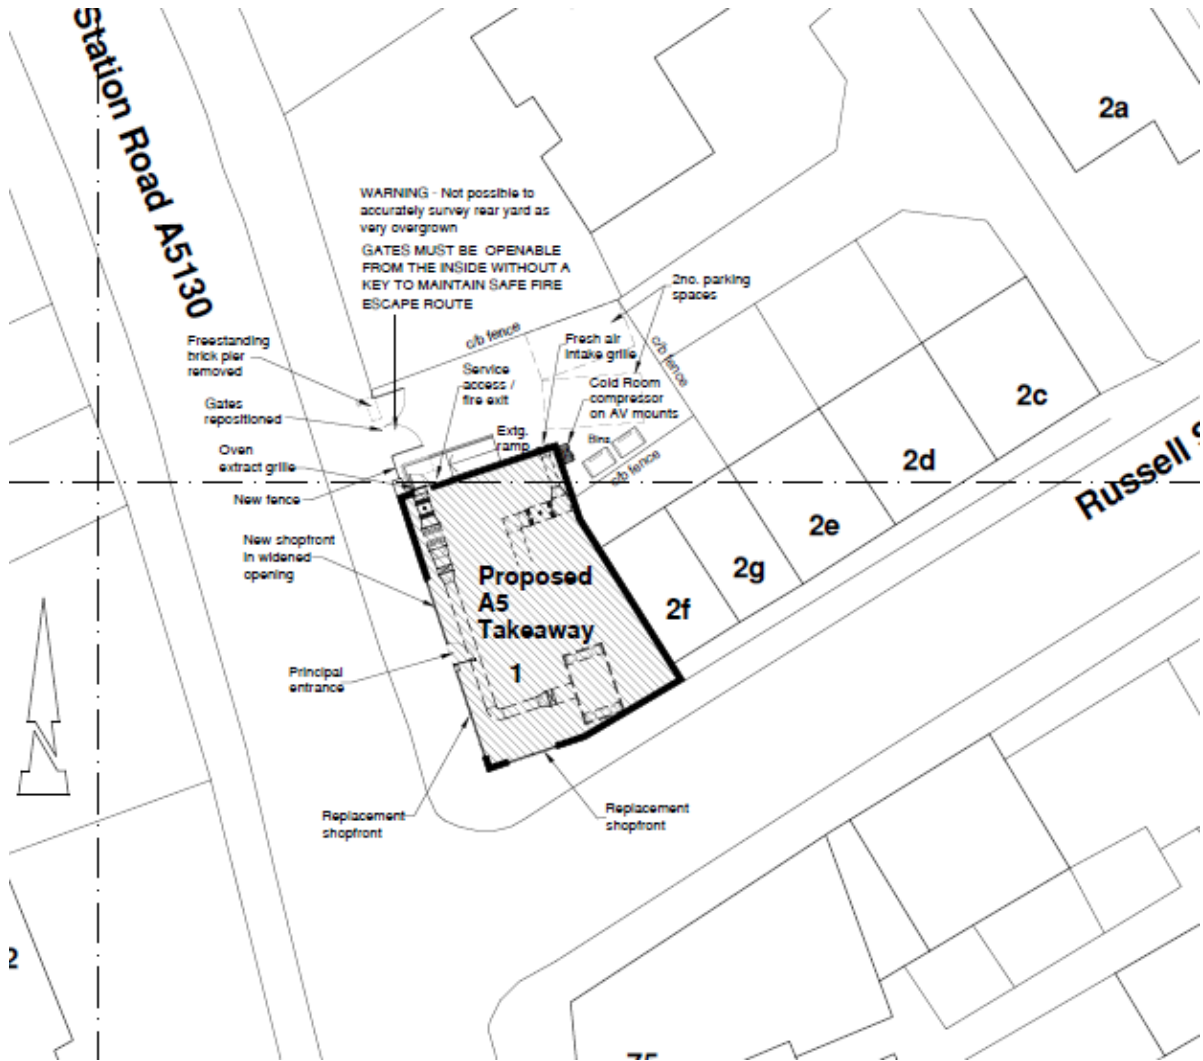 Station Road A5130
2a
WARNING - Not possible to
accurately survey rear yard as
very overgrown
GATES MUST BE OPENABLE
FROM THE INSIDE WITHOUT A
KEY TO MAINTAIN SAFE FIRE
ESCAPE ROUTE
2no. parking
spaces
c/b fence
Freestanding
brick pier
removed
Fresh air
intake grille
c/b fence
Service
access /
fire exit
Cold Room
compressor
on AV mounts
2c
Gates
repositioned
Extg.
ramp
Bins
Oven
extract grille
c/b fence
2d
New fence
Russell S
2e
New shopfront
in widened
opening
2g
Proposed
A5
Takeaway
1
2f
Principal
entrance
Replacement
shopfront
Replacement
shopfront
2
75
N